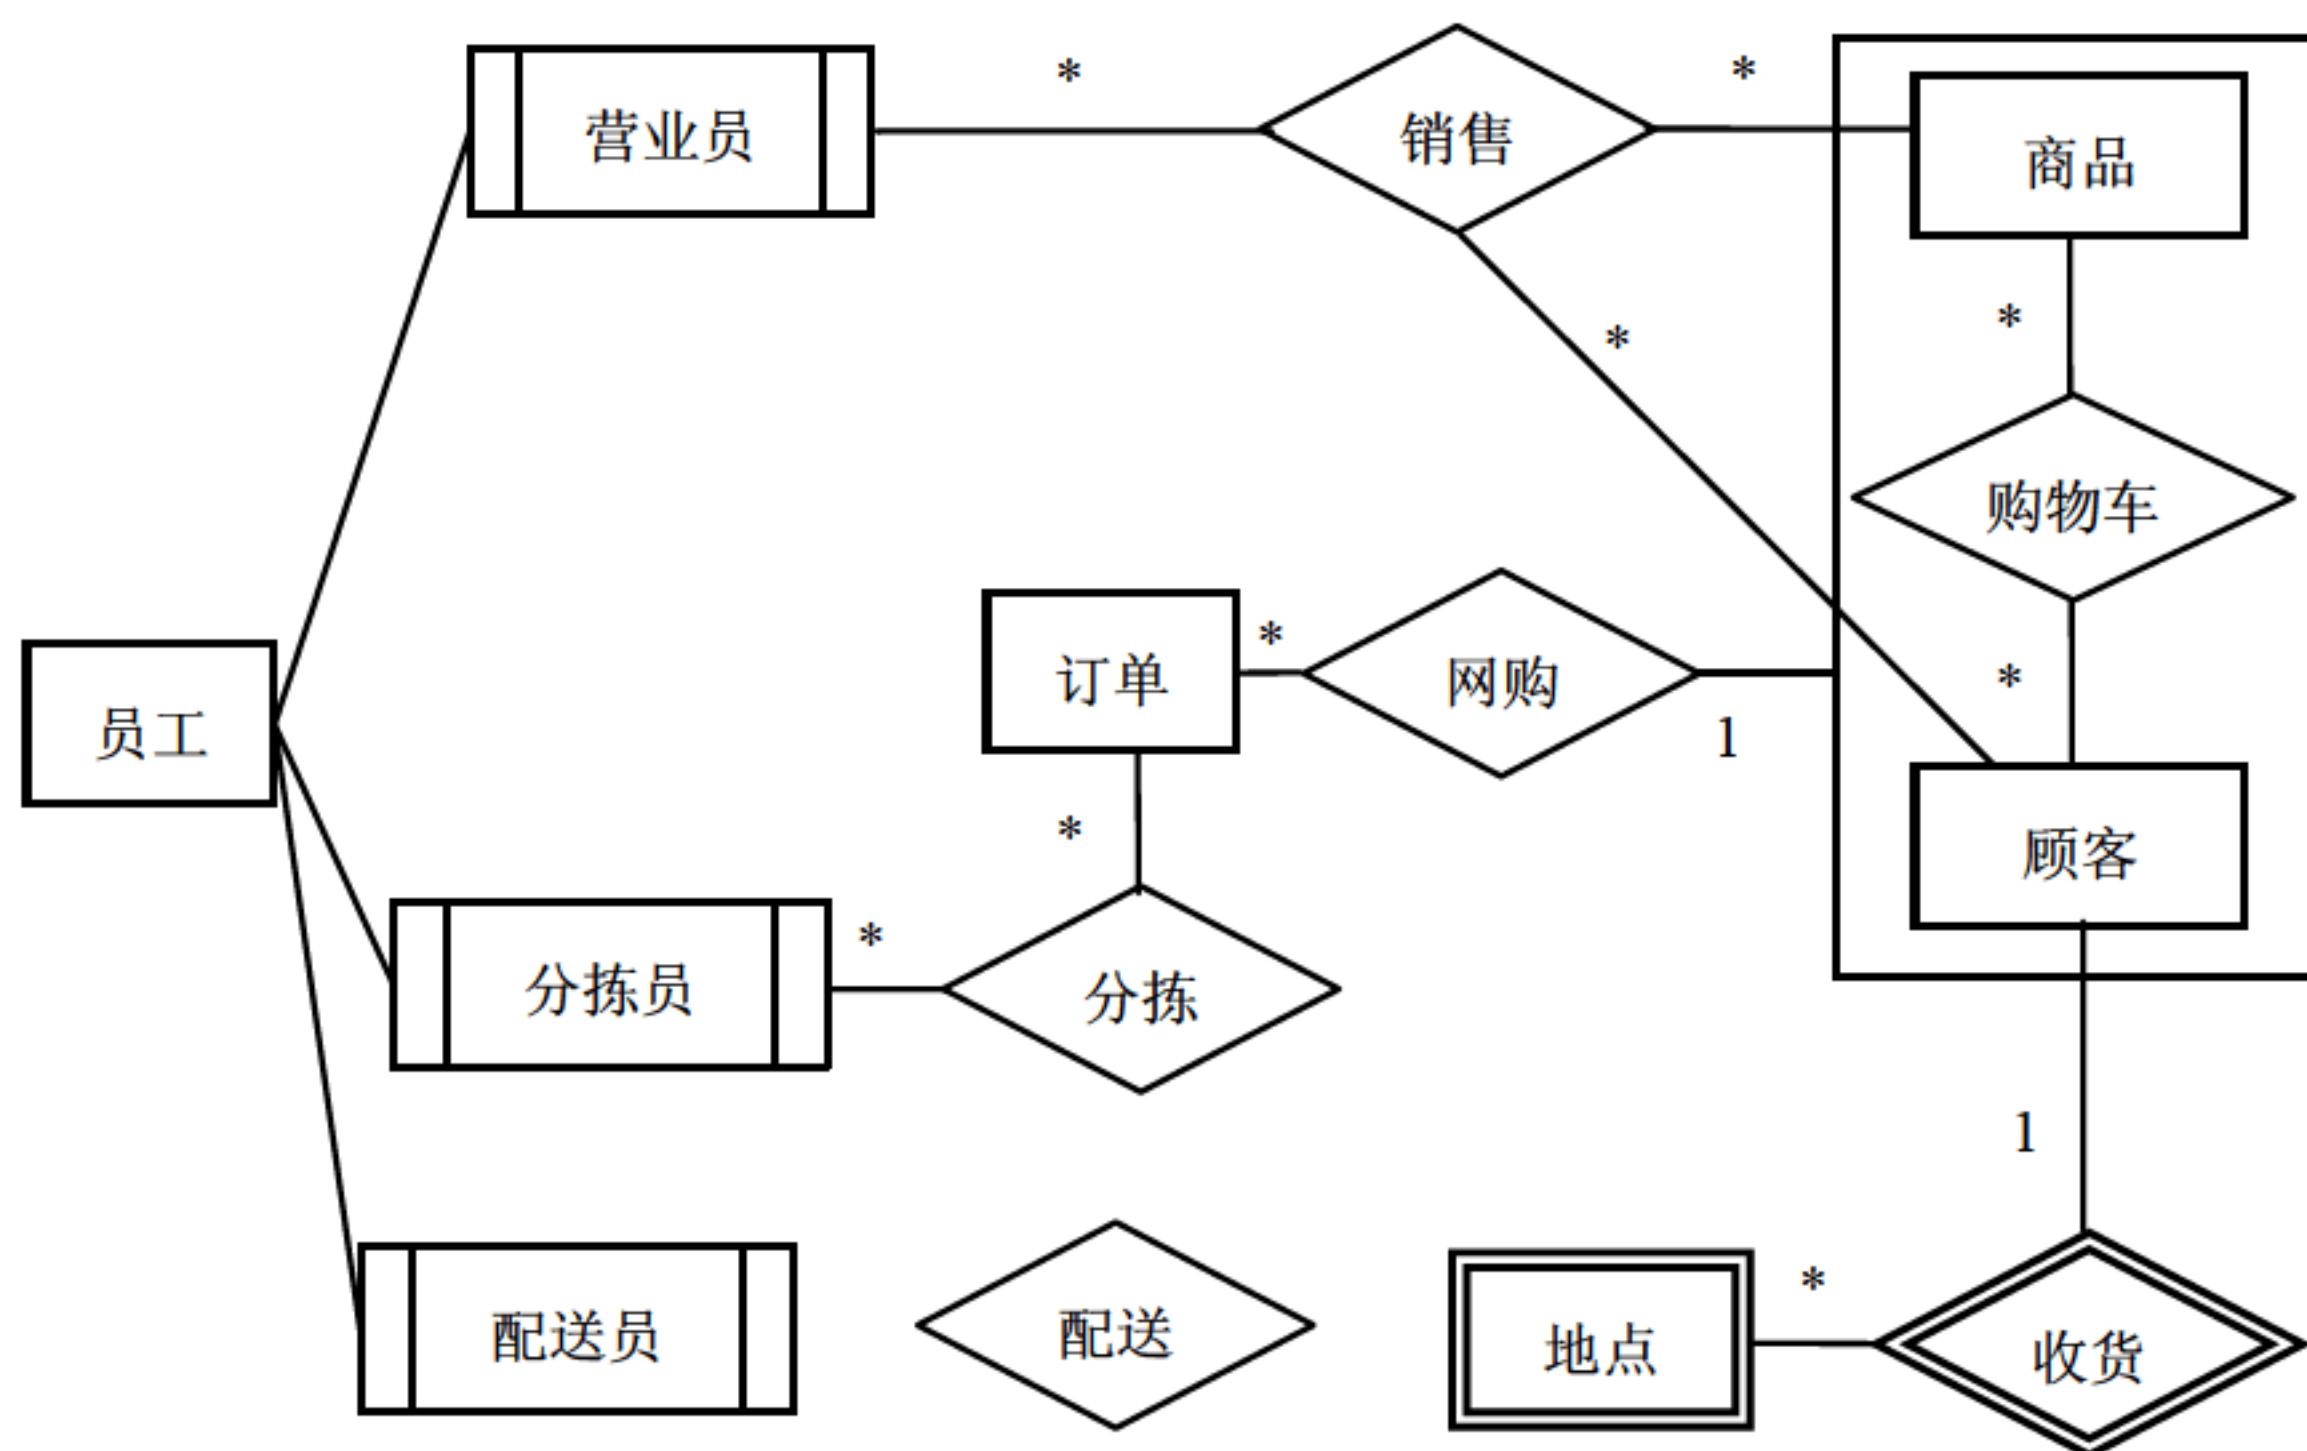 营业员
*
销售
*
商品
*
*
购物车
*
订单
*
网购
1
员工
*
顾客
分拣员
*
分拣
1
配送员
配送
地点
*
收货